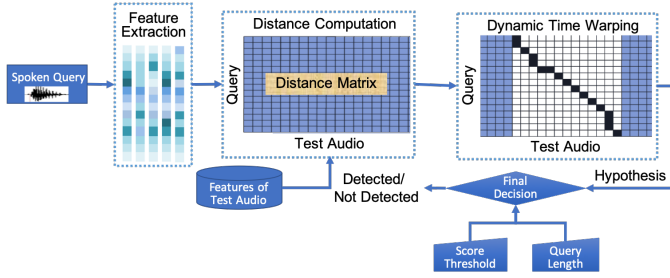 Feature
Extraction
Distance Computation
Dynamic Time Warping
Spoken Query
Query
Distance Matrix
Test Audio
Query
Test Audio
Features of
Test Audio
Detected/
Not Detected
Final
Decision
Hypothesis
Score
Threshold
Query
Length